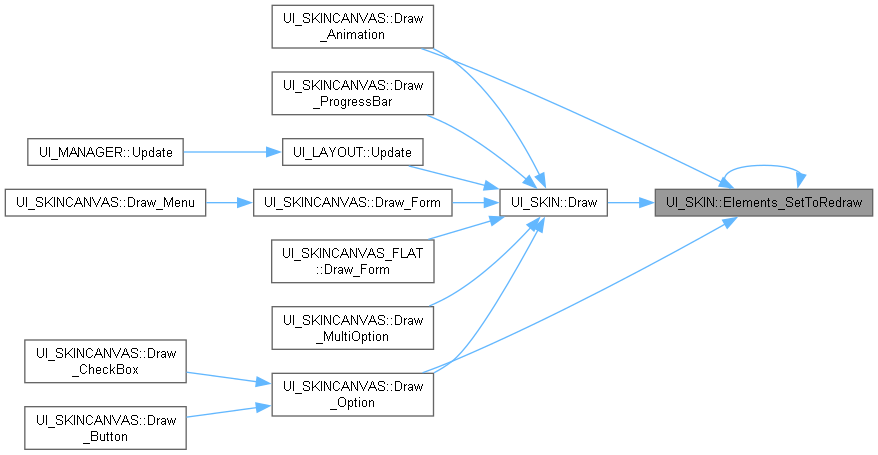 UI_SKINCANVAS::Draw
_Animation
UI_SKINCANVAS::Draw
_ProgressBar
UI_MANAGER::Update
UI_LAYOUT::Update
UI_SKINCANVAS::Draw_Menu
UI_SKINCANVAS::Draw_Form
UI_SKIN::Draw
UI_SKIN::Elements_SetToRedraw
UI_SKINCANVAS_FLAT
::Draw_Form
UI_SKINCANVAS::Draw
_MultiOption
UI_SKINCANVAS::Draw
_CheckBox
UI_SKINCANVAS::Draw
_Option
UI_SKINCANVAS::Draw
_Button